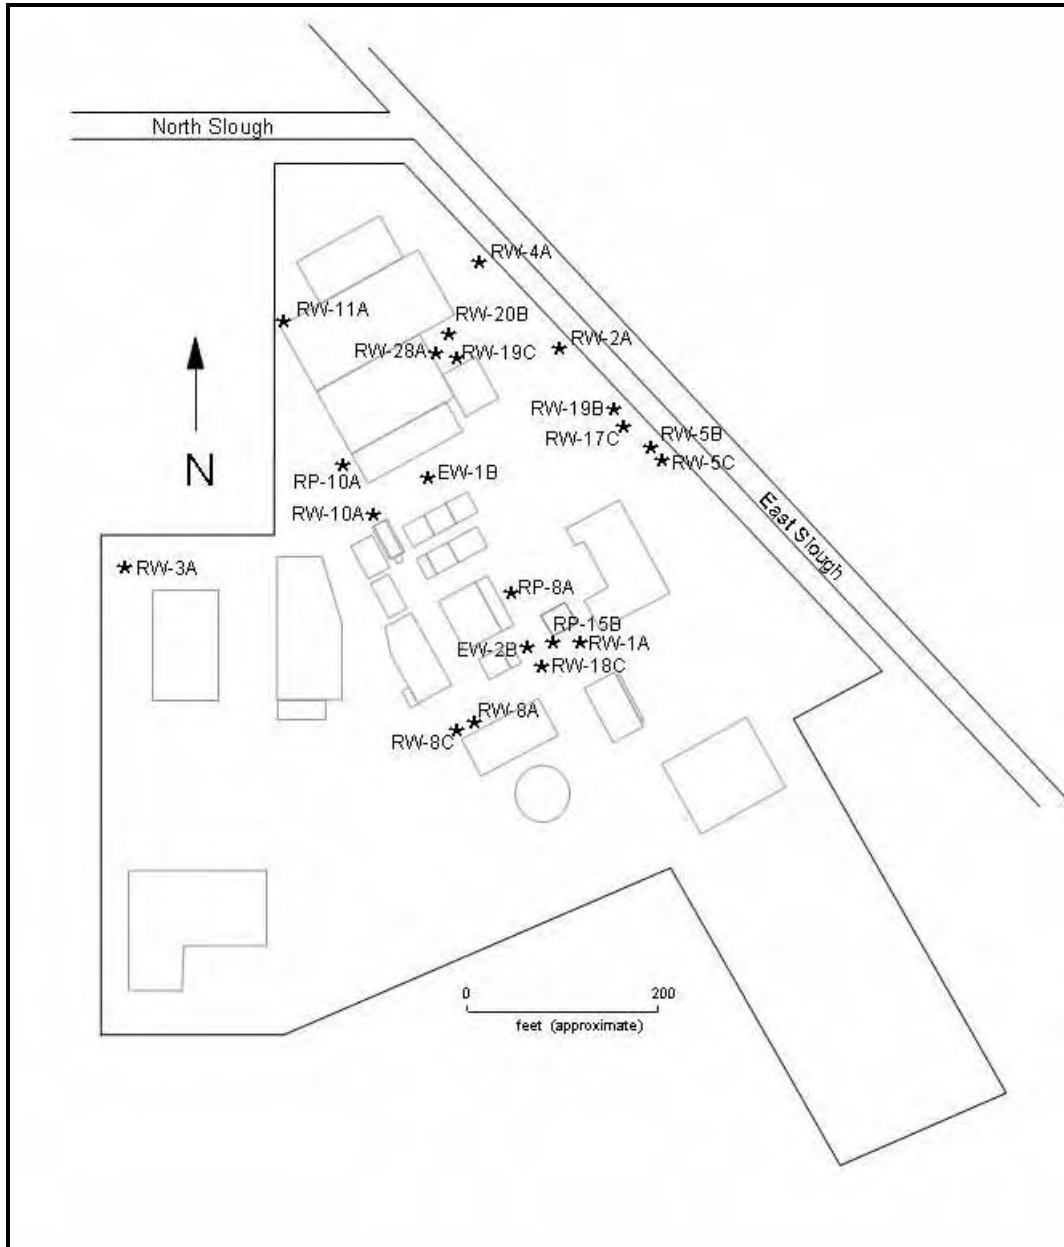 North Slough
RW-4A
RW-11A
RW-20B
RW-2A
RW-28A
RW-19C
RW-19B
RW-17C
RW-5B
RW-5C
RP-10A
EW-1B
N
RW-10A
East Slough
RW-3A
RP-8A
RP-15B
EW-2B
RW-1A
RW-18C
RW-8A
RW-8C
0 200
feet (approximate)